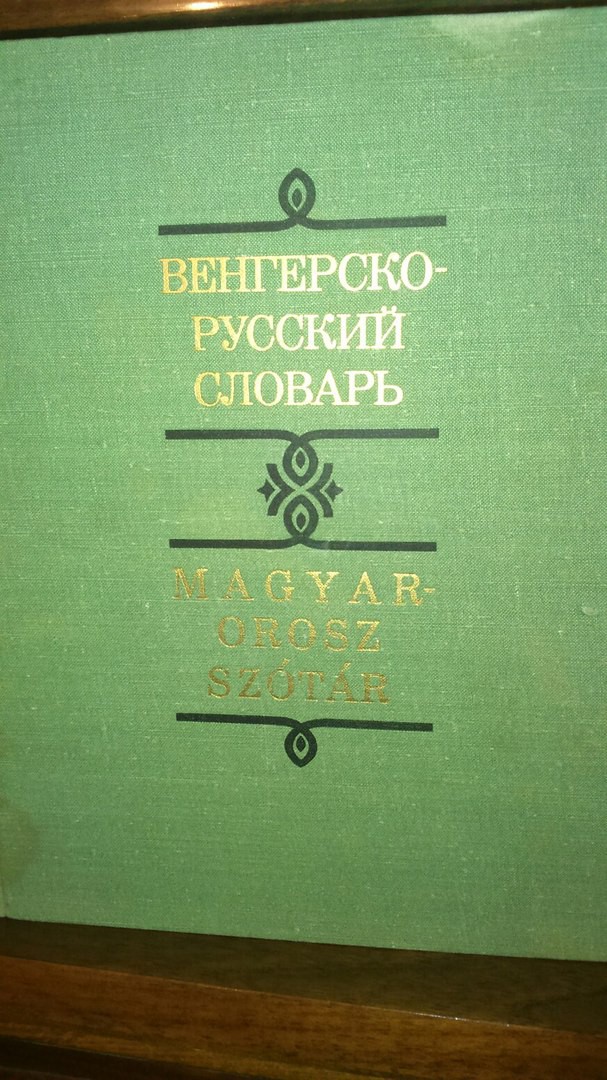 ВЕНГЕРСКО-
РУССКИЙ
СЛОВАРЬ
MAGYAR-
OROSZ
SZÓTÁR